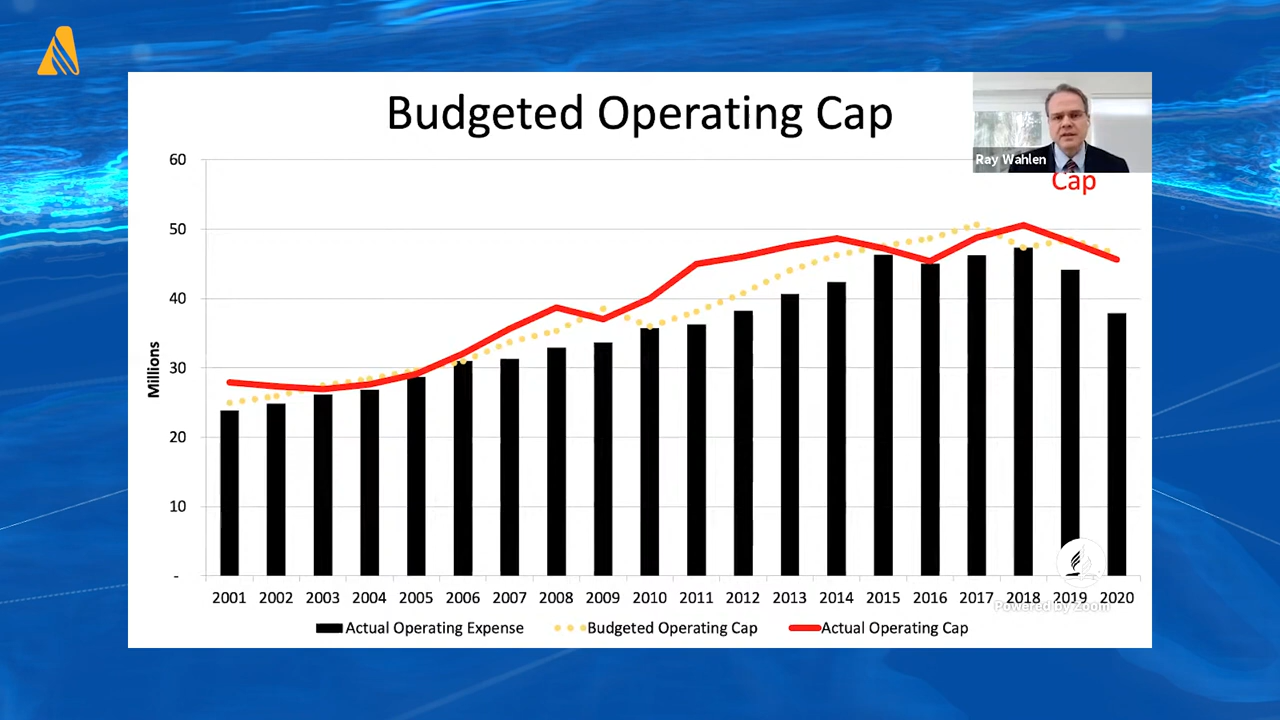 Budgeted Operating Cap
Ray Wahlen
Cap
60
50
40
30
20
10
-
Millions
2001 2002 2003 2004 2005 2006 2007 2008 2009 2010 2011 2012 2013 2014 2015 2016 2017 2018 2019 2020
Powered by Zoom
Actual Operating Expense Budgeted Operating Cap Actual Operating Cap